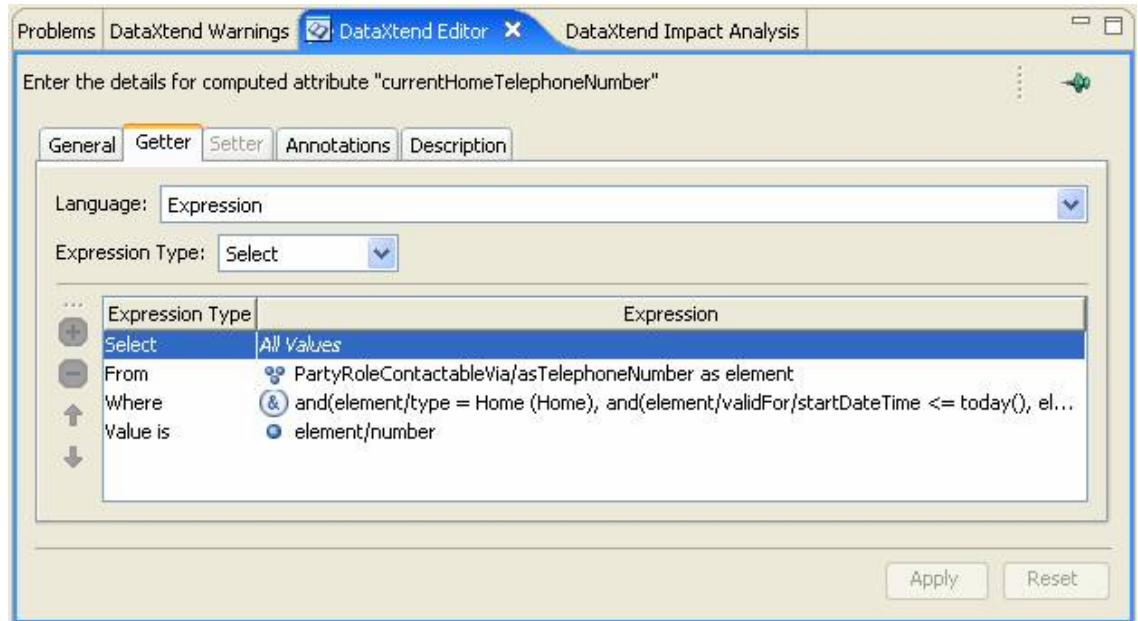 Problems DataXtend Warnings DataXtend Editor DataXtend Impact Analysis
Enter the details for computed attribute "currentHomeTelephoneNumber"
General Getter Setter Annotations Description
Language: Expression
Expression Type: Select
Expression Type Expression
Select All Values
From PartyRoleContactableVia/asTelephoneNumber as element
Where & and(element/type = Home (Home), and(element/validFor/startDateTime <= today(), el...
Value is element/number
Apply Reset